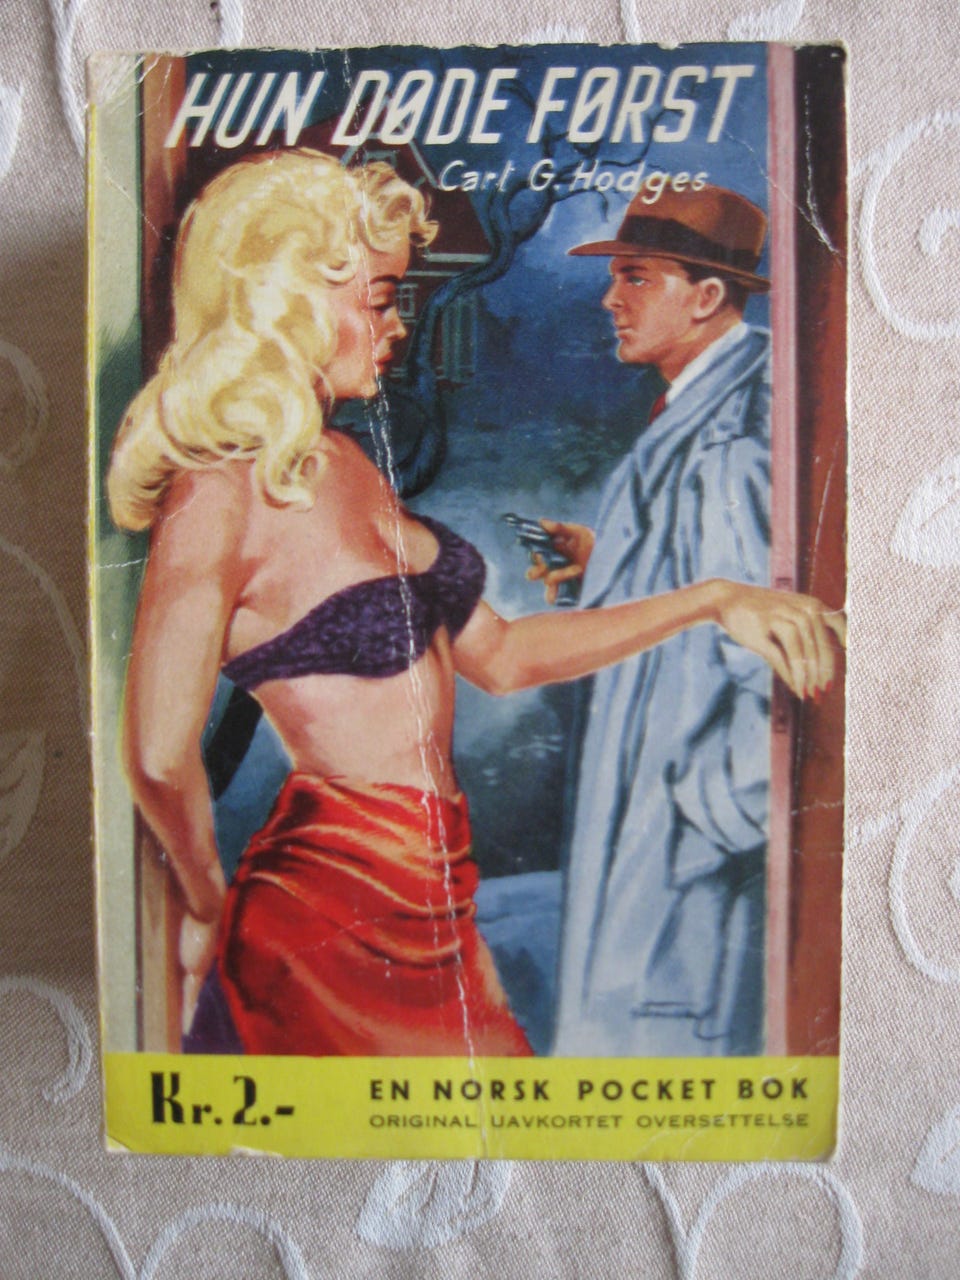 HUN DØDE FØRST
Carl G. Hodges
Kr. 2.-
EN NORSK POCKET BOK
ORIGINAL UAVKORTET OVERSETTELSE